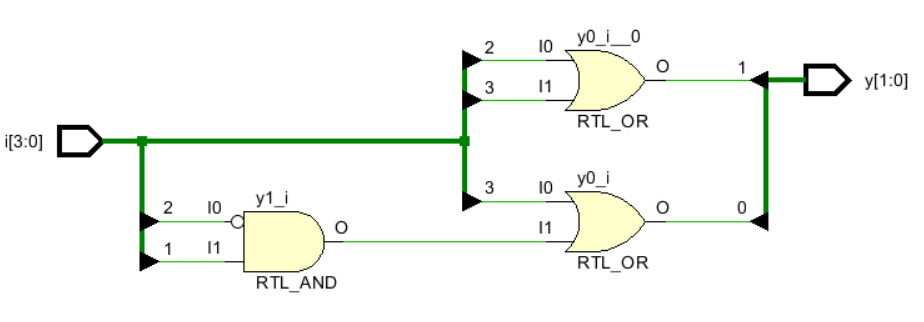 y0_i__0
2 I0
3 I1
O 1
RTL_OR
y[1:0]
i[3:0]
y0_i
3 I0
I1
O 0
RTL_OR
y1_i
2 I0
1 I1
O
RTL_AND